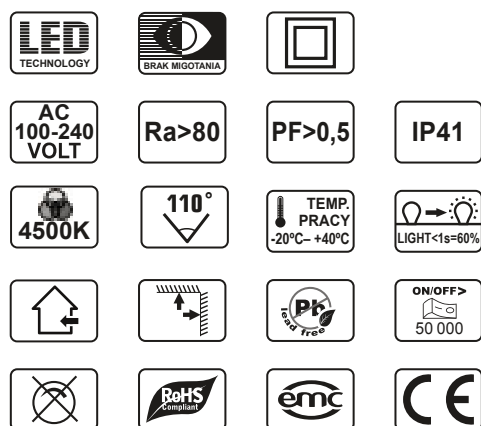 LED
TECHNOLOGY
BRAK MIGOTANIA
AC
100-240
VOLT
Ra>80
PF>0,5
IP41
4500K
110°
TEMP.
PRACY
-20ºC– +40ºC
LIGHT<1s=60%
Pb
lead free
ON/OFF>
50 000
RoHS
Compliant
emc
CE